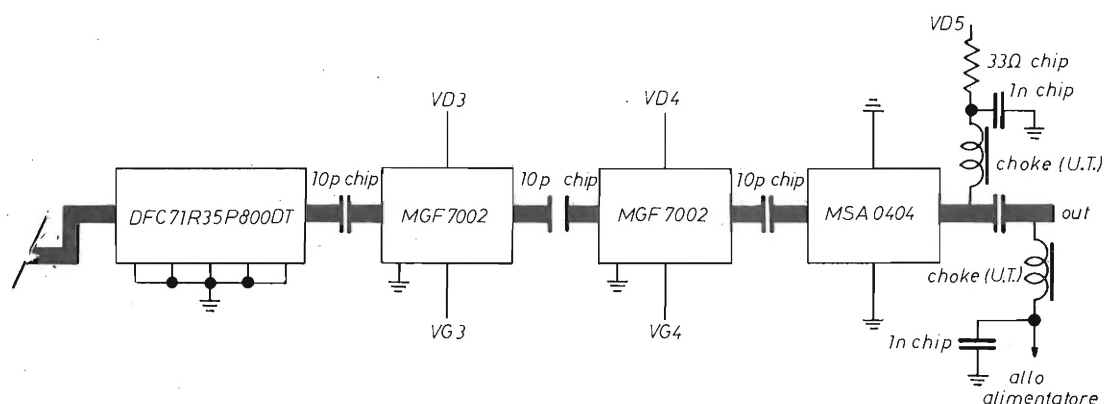 VD5
33Ω chip
1n chip
VD3
VD4
choke (U.T.)
10p chip
10p chip
10p chip
DFC71R35P800DT
MGF7002
MGF7002
MSA0404
out
choke (U.T.)
VG3
VG4
1n chip
allo
alimentatore